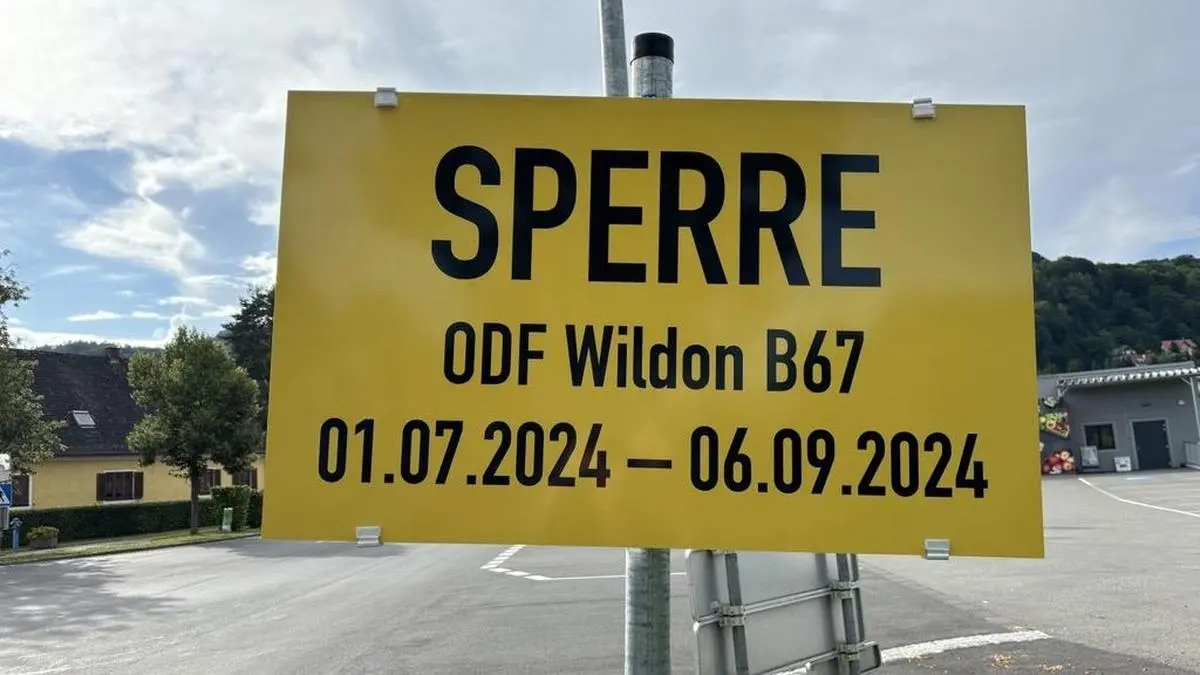 SPERRE
ODF Wildon B67
01.07.2024 – 06.09.2024